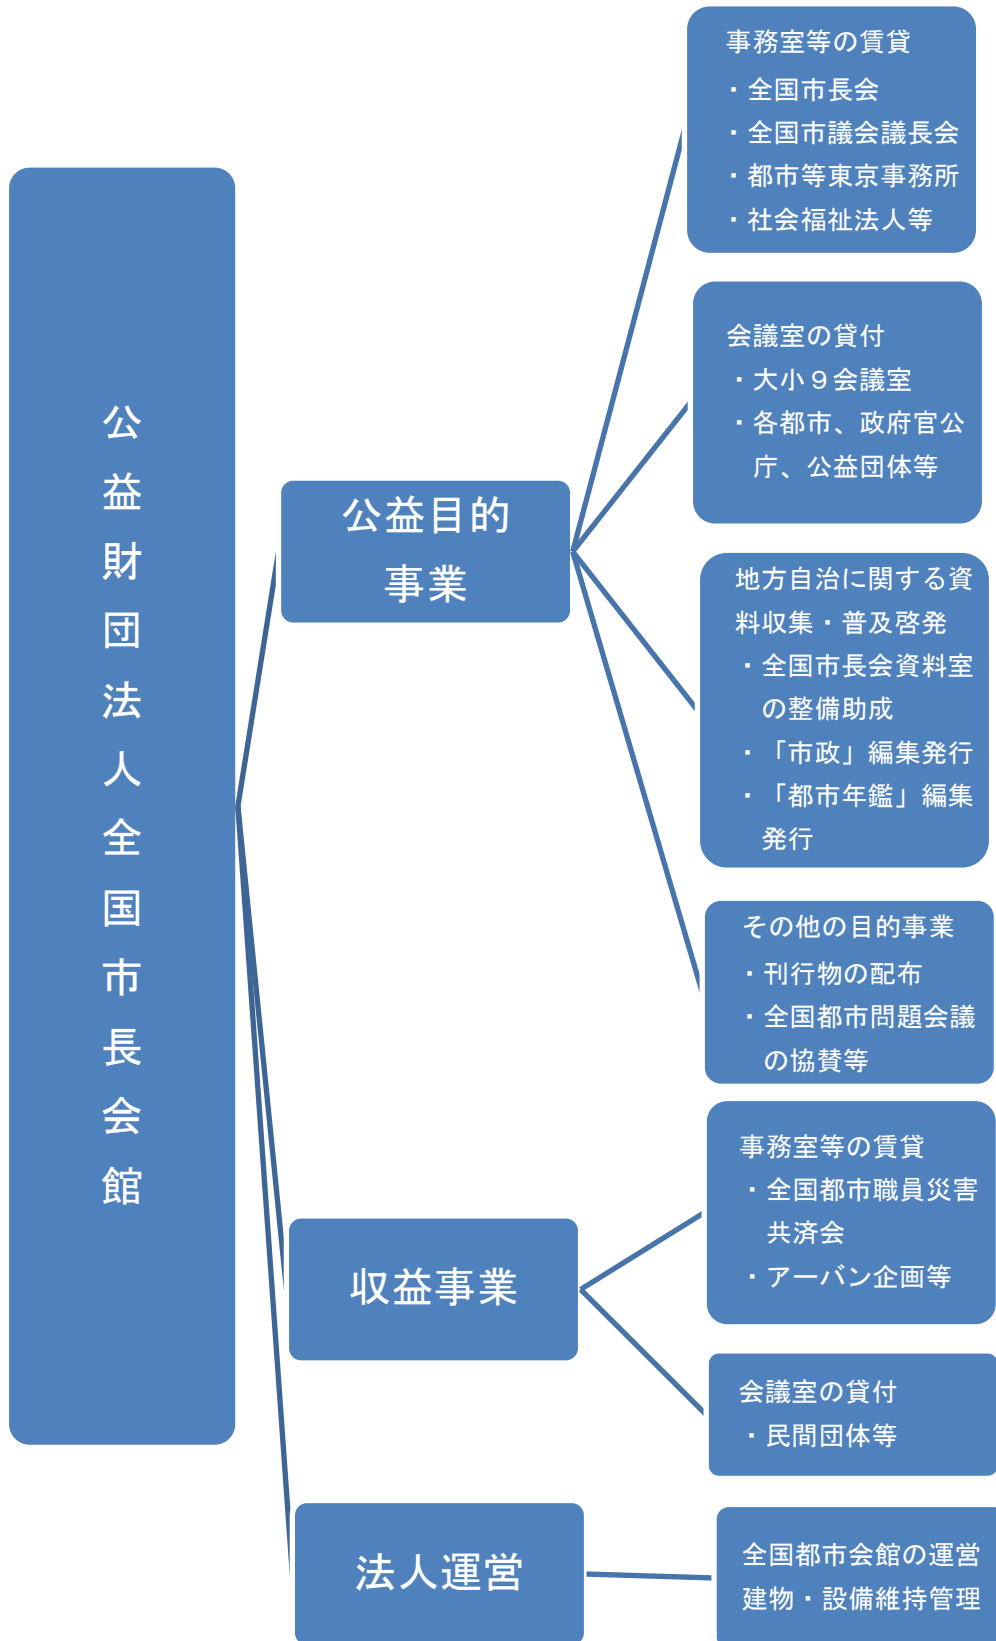 公益財団法人全国市長会館
公益目的
事業
事務室等の賃貸
・全国市長会
・全国市議会議長会
・都市等東京事務所
・社会福祉法人等
会議室の貸付
・大小９会議室
・各都市、政府官公
庁、公益団体等
地方自治に関する資
料収集・普及啓発
・全国市長会資料室
の整備助成
・「市政」編集発行
・「都市年鑑」編集
発行
その他の目的事業
・刊行物の配布
・全国都市問題会議
の協賛等
収益事業
事務室等の賃貸
・全国都市職員災害
共済会
・アーバン企画等
会議室の貸付
・民間団体等
法人運営
全国都市会館の運営
建物・設備維持管理